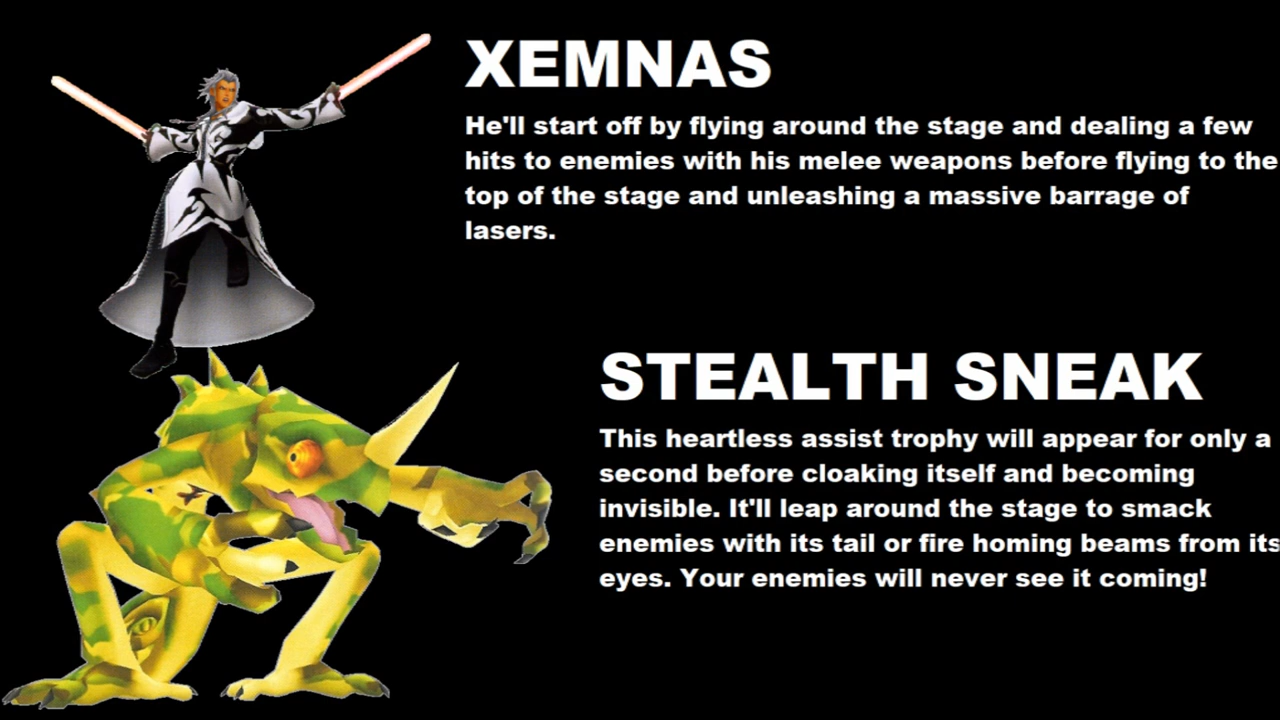 XEMNAS
He'll start off by flying around the stage and dealing a few
hits to enemies with his melee weapons before flying to the
top of the stage and unleashing a massive barrage of
lasers.
STEALTH SNEAK
This heartless assist trophy will appear for only a
second before cloaking itself and becoming
invisible. It'll leap around the stage to smack
enemies with its tail or fire homing beams from its
eyes. Your enemies will never see it coming!